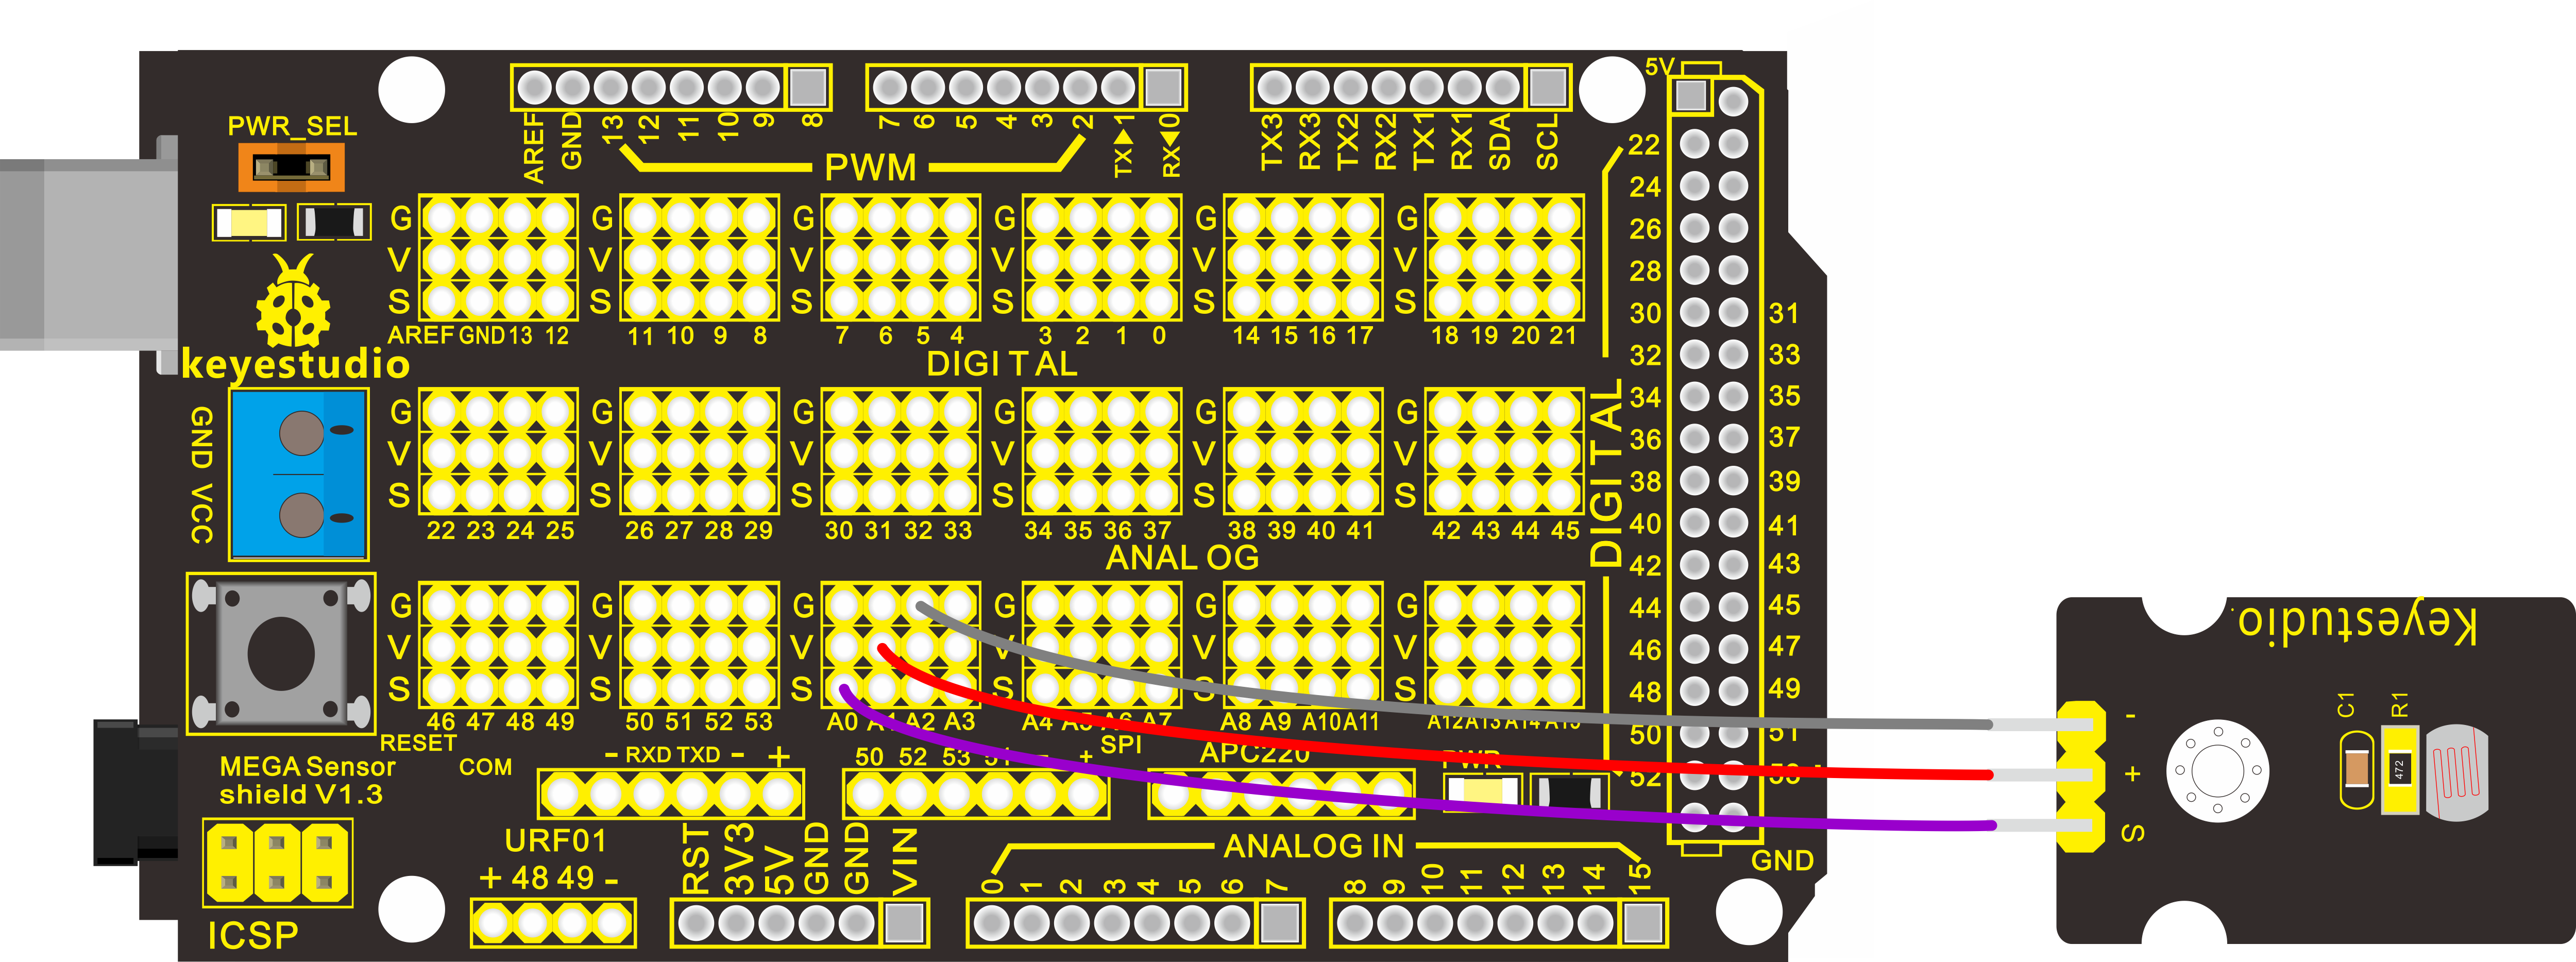 5V
PWR_SEL
AREF GND 13 12 11 10 9 8
7 6 5 4 3 2 TX▶1 RX◀0
TX3 RX3 TX2 RX2 TX1 RX1 SDA SCL
PWM
22
24
26
28
30 31
32 33
34 35
36 37
38 39
40 41
42 43
44 45
46 47
48 49
50 51
52 53
DIGITAL
GND
G G G G G G
V V V V V V
S S S S S S
AREF GND 13 12 11 10 9 8 7 6 5 4 3 2 1 0 14 15 16 17 18 19 20 21
DIGITAL
keyestudio
GND VCC
G G G G G G
V V V V V V
S S S S S S
22 23 24 25 26 27 28 29 30 31 32 33 34 35 36 37 38 39 40 41 42 43 44 45
ANALOG
G G G G G G
V V V V V V
S S S S S S
46 47 48 49 50 51 52 53 A0 A1 A2 A3 A4 A5 A6 A7 A8 A9 A10 A11 A12 A13 A14 A15
RESET
COM
- RXD TXD - +
50 52 53 51 - +
SPI
APC220
PWR
MEGA Sensor
shield V1.3
ICSP
URF01
+ 48 49 -
RST 3V3 5V GND GND VIN
ANALOG IN
0 1 2 3 4 5 6 7
8 9 10 11 12 13 14 15
Keyestudio
- + S
C1 R1
472